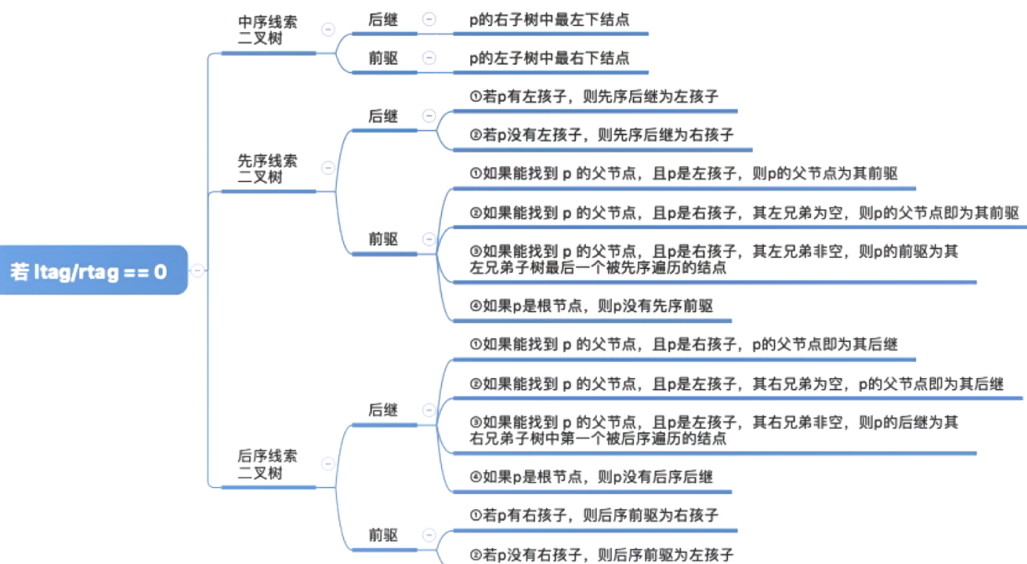 若 ltag/rtag == 0
中序线索
二叉树
后继
p的右子树中最左下结点
前驱
p的左子树中最右下结点
先序线索
二叉树
后继
①若p有左孩子，则先序后继为左孩子
②若p没有左孩子，则先序后继为右孩子
前驱
①如果能找到 p 的父节点，且p是左孩子，则p的父节点为其前驱
②如果能找到 p 的父节点，且p是右孩子，其左兄弟为空，则p的父节点即为其前驱
③如果能找到 p 的父节点，且p是右孩子，其左兄弟非空，则p的前驱为其
左兄弟子树最后一个被先序遍历的结点
④如果p是根节点，则p没有先序前驱
后序线索
二叉树
后继
①如果能找到 p 的父节点，且p是右孩子，p的父节点即为其后继
②如果能找到 p 的父节点，且p是左孩子，其右兄弟为空，p的父节点即为其后继
③如果能找到 p 的父节点，且p是左孩子，其右兄弟非空，则p的后继为其
右兄弟子树中第一个被后序遍历的结点
④如果p是根节点，则p没有后序后继
前驱
①若p有右孩子，则后序前驱为右孩子
②若p没有右孩子，则后序前驱为左孩子